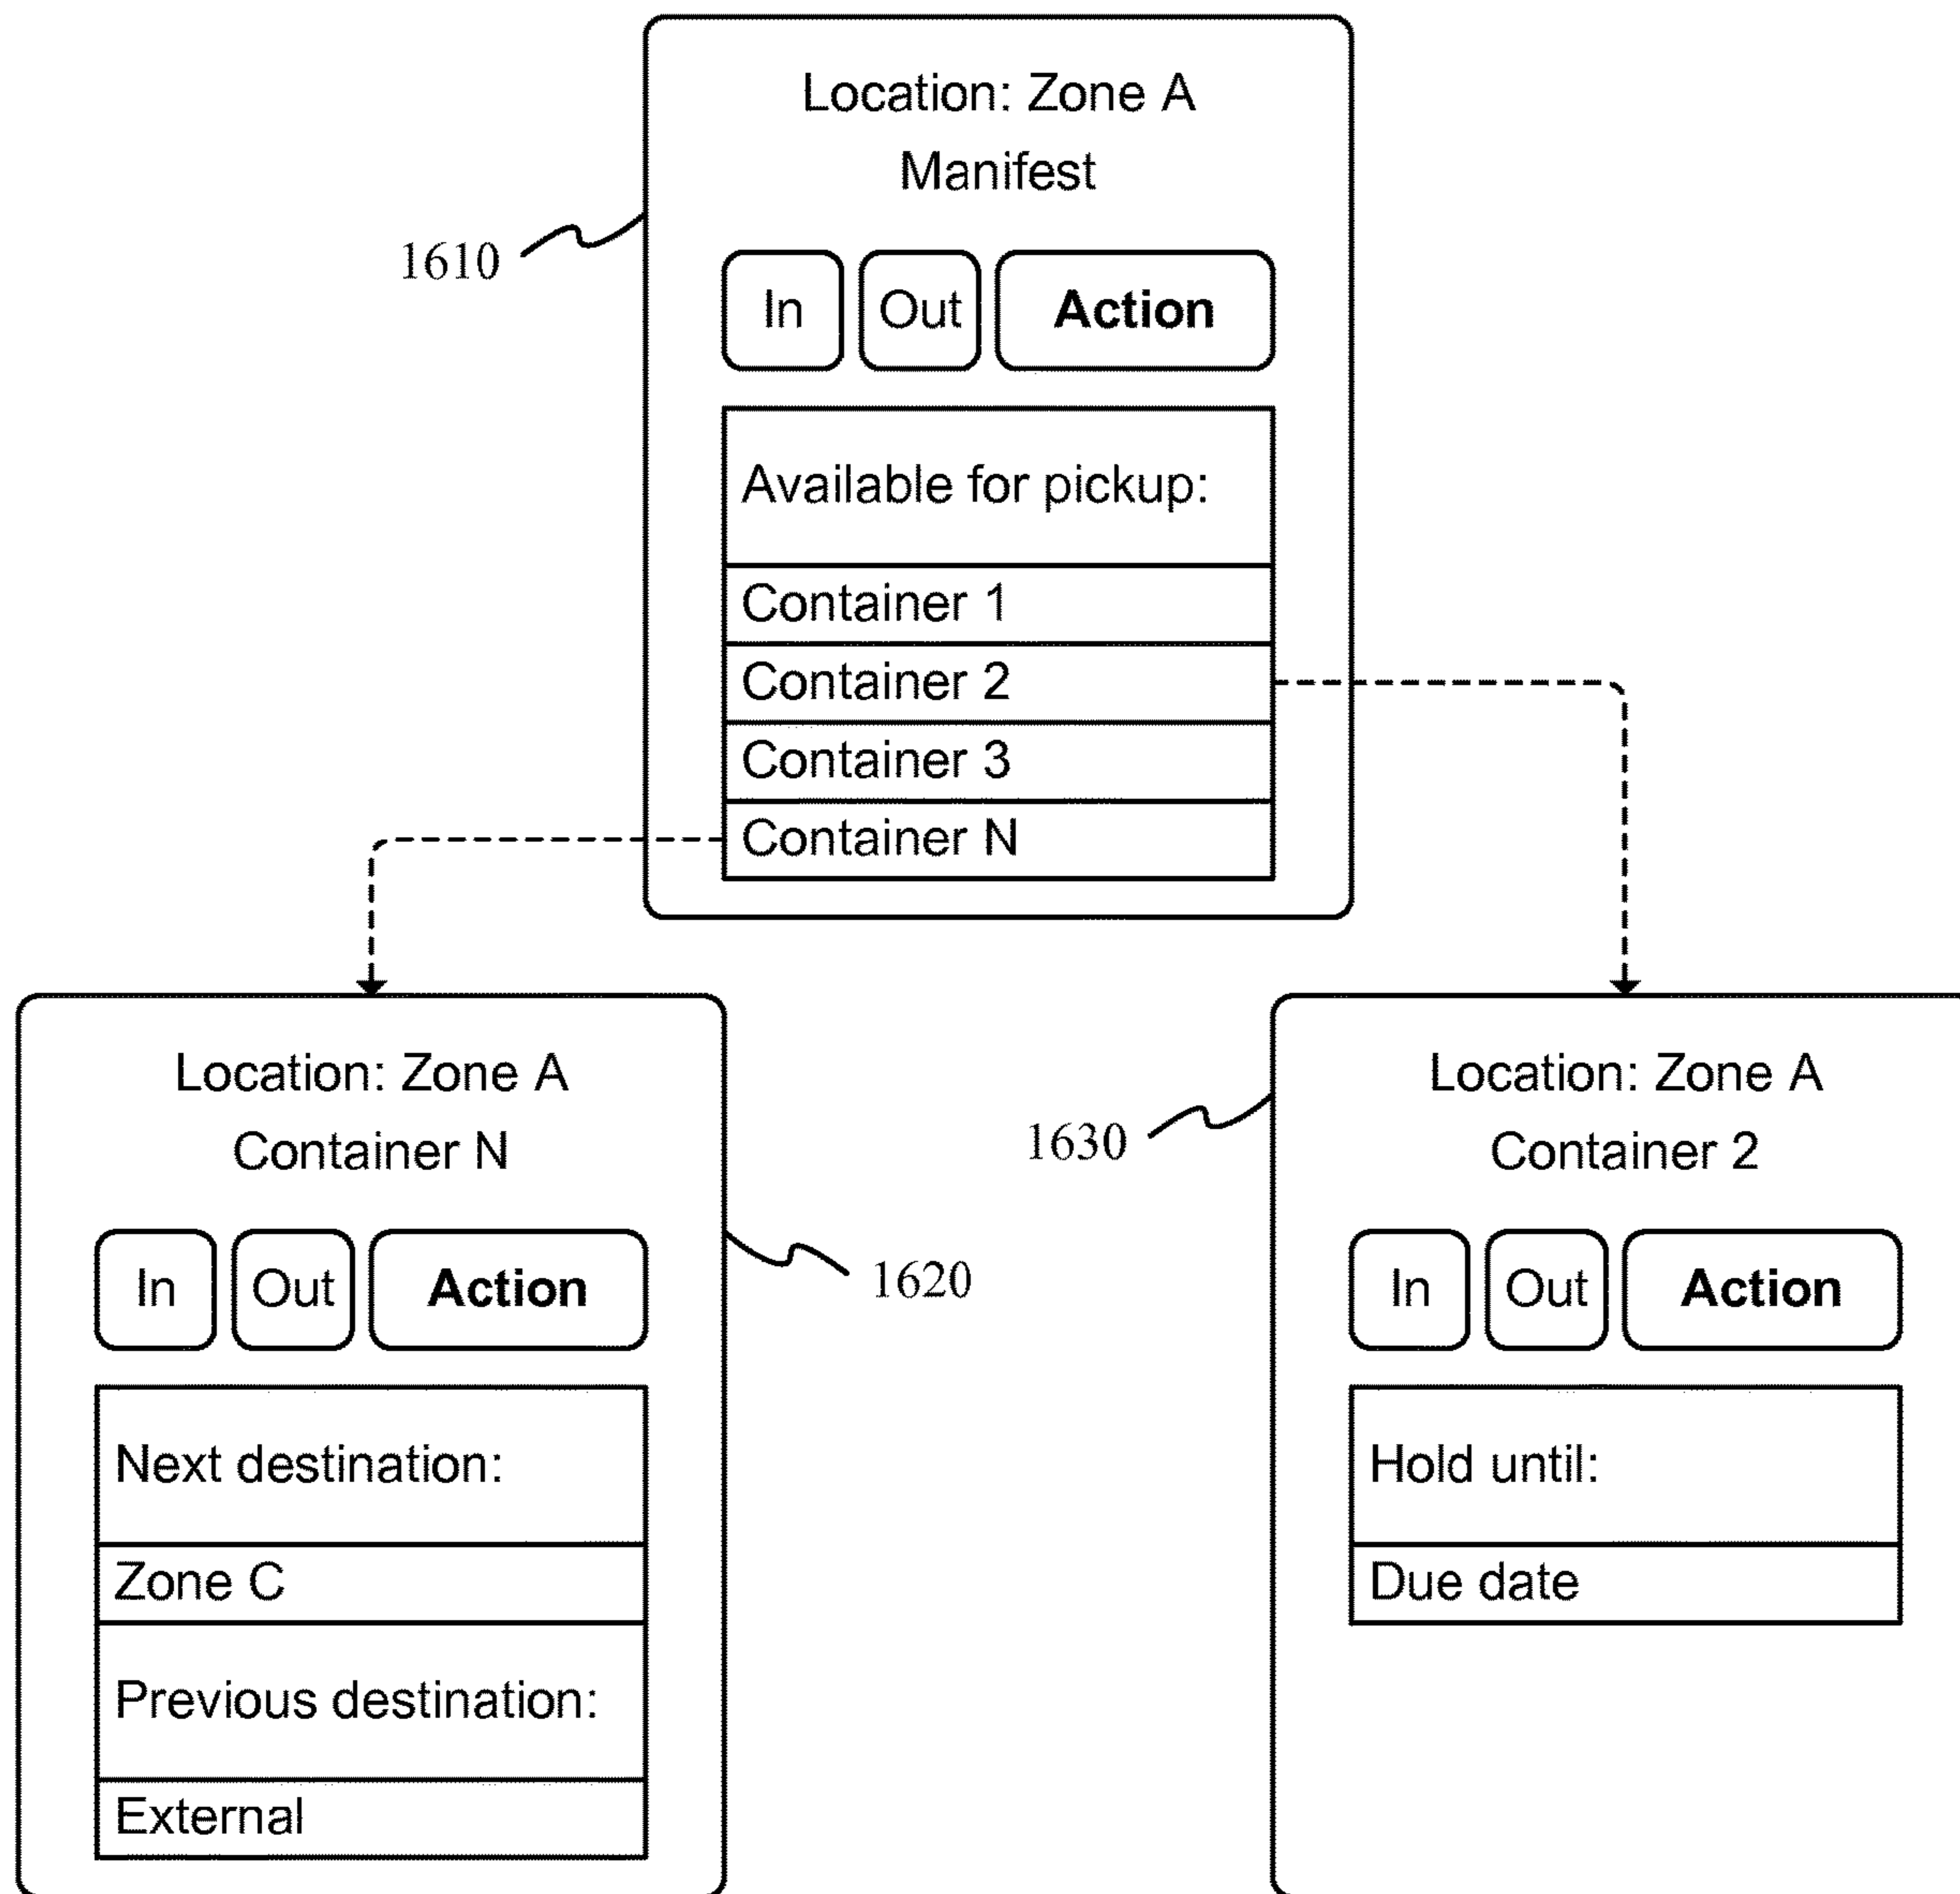 Location: Zone A
Manifest
1610
In Out Action
Available for pickup:
Container 1
Container 2
Container 3
Container N
Location: Zone A
Container N
In Out Action
1620
Next destination:
Zone C
Previous destination:
External
Location: Zone A
Container 2
1630
In Out Action
Hold until:
Due date